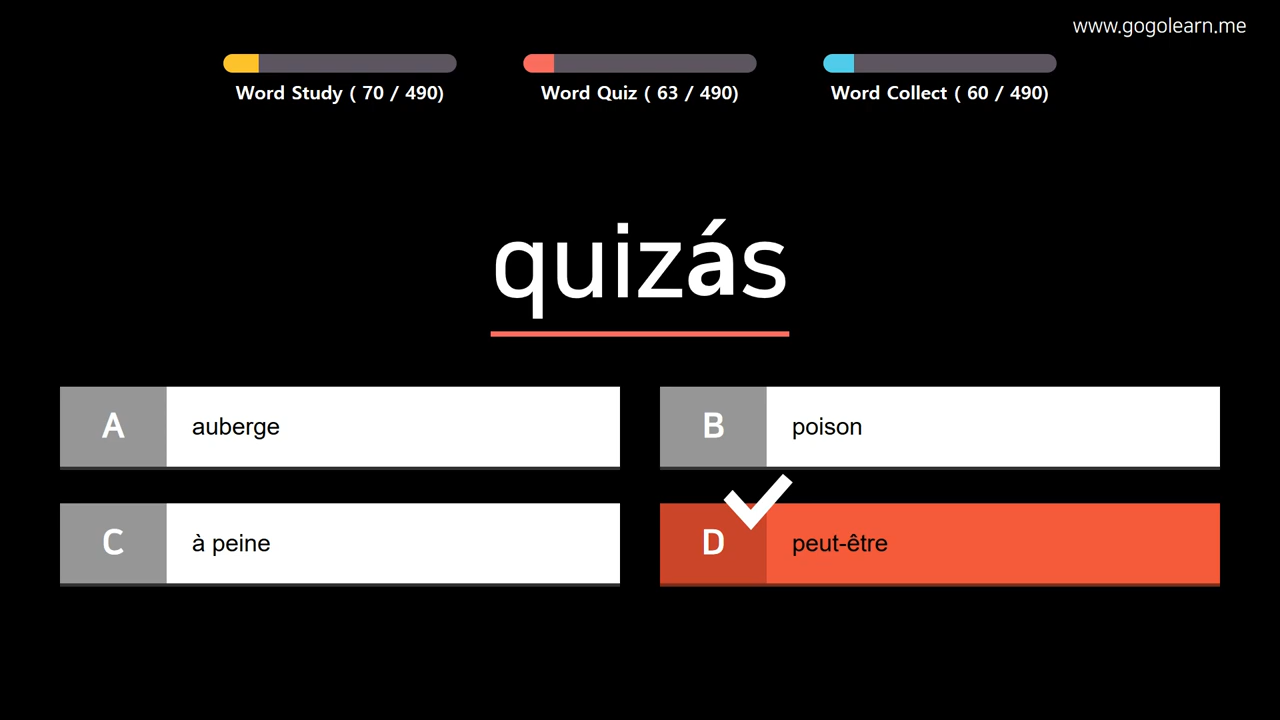 www.gogolearn.me
Word Study ( 70 / 490)
Word Quiz ( 63 / 490)
Word Collect ( 60 / 490)
quizás
A auberge
B poison
C à peine
D peut-être